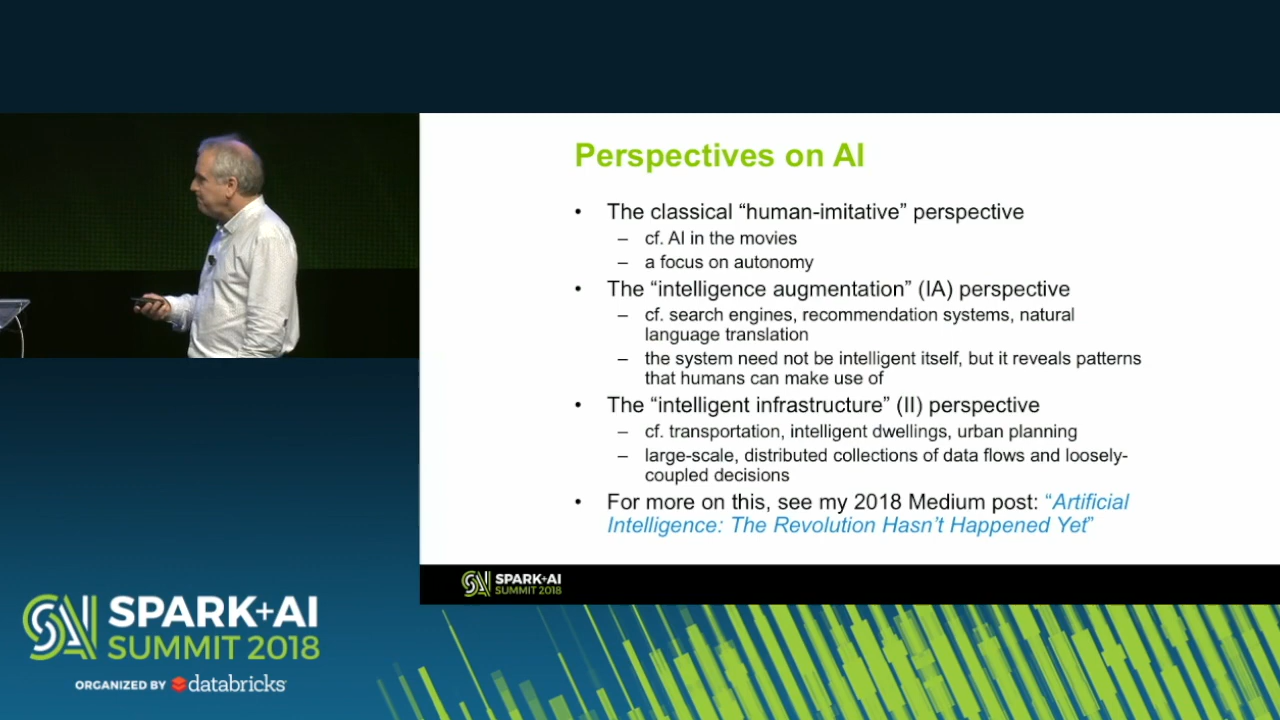 Perspectives on AI
• The classical “human-imitative” perspective
– cf. AI in the movies
– a focus on autonomy
• The “intelligence augmentation” (IA) perspective
– cf. search engines, recommendation systems, natural
language translation
– the system need not be intelligent itself, but it reveals patterns
that humans can make use of
• The “intelligent infrastructure” (II) perspective
– cf. transportation, intelligent dwellings, urban planning
– large-scale, distributed collections of data flows and loosely-
coupled decisions
• For more on this, see my 2018 Medium post: “Artificial
Intelligence: The Revolution Hasn’t Happened Yet”
SPARK+AI
SUMMIT 2018
SPARK+AI
SUMMIT 2018
ORGANIZED BY databricks